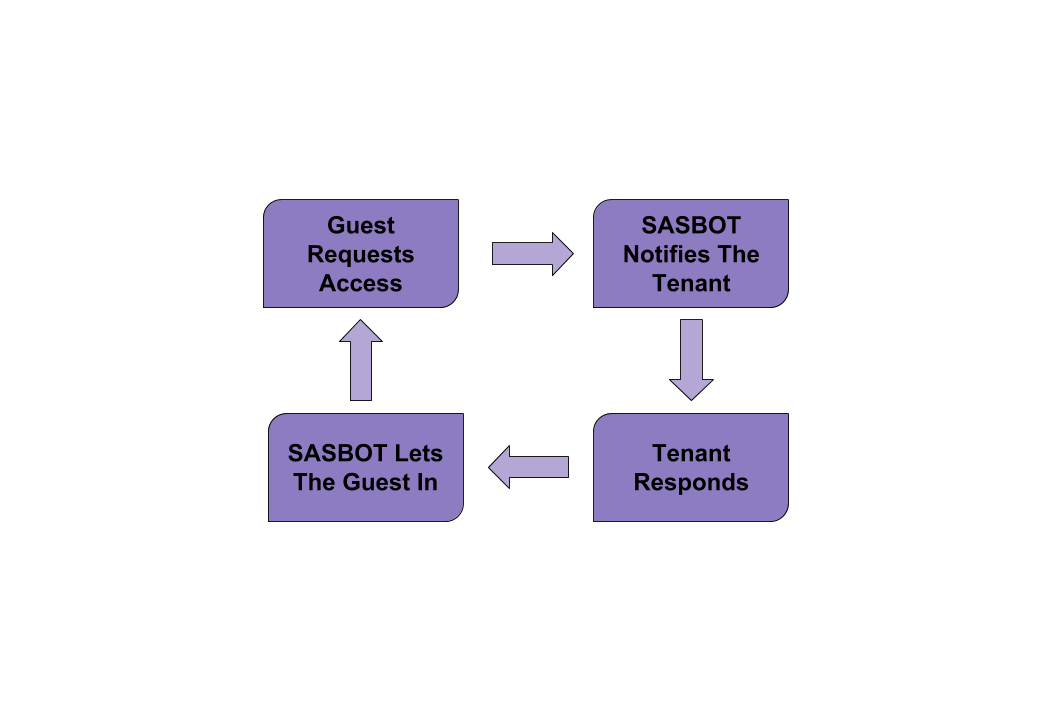 Guest
Requests
Access
SASBOT
Notifies The
Tenant
SASBOT Lets
The Guest In
Tenant
Responds